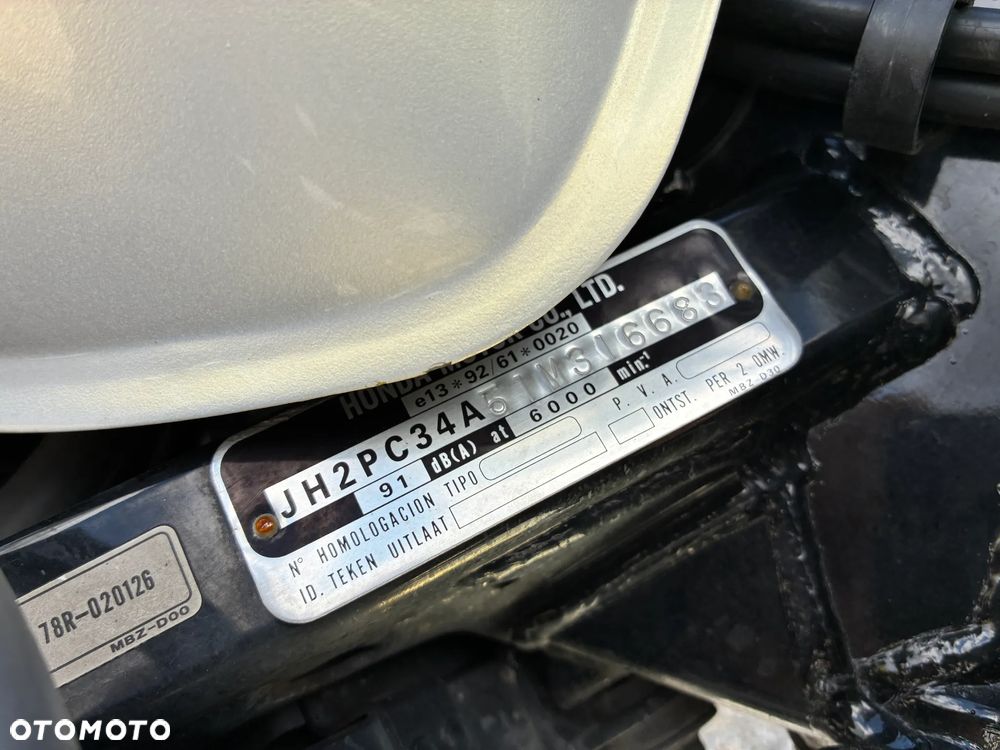 HONDA MOTOR CO., LTD.
e13*92/61*0020
JH2PC34A51M316683
91 dB(A) at 6000 min.-1
Nº HOMOLOGACION TIPO P. V. A.
ID. TEKEN UITLAAT ONTST. PER 2 OMW.
MBZ-D30
78R-020126
MBZ-D00
OTOMOTO